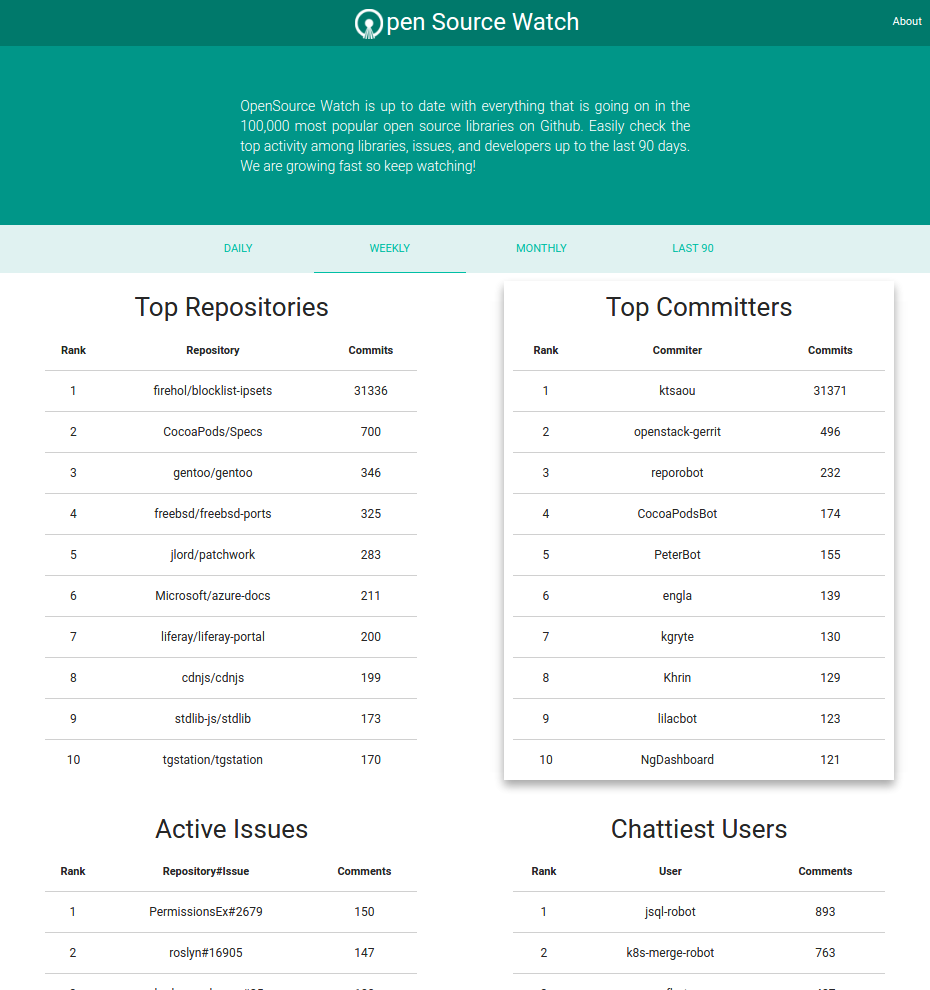 pen Source Watch
About
OpenSource Watch is up to date with everything that is going on in the
100,000 most popular open source libraries on Github. Easily check the
top activity among libraries, issues, and developers up to the last 90 days.
We are growing fast so keep watching!
DAILY WEEKLY MONTHLY LAST 90
Top Repositories
Rank Repository Commits
1 firehol/blocklist-ipsets 31336
2 CocoaPods/Specs 700
3 gentoo/gentoo 346
4 freebsd/freebsd-ports 325
5 jlord/patchwork 283
6 Microsoft/azure-docs 211
7 liferay/liferay-portal 200
8 cdnjs/cdnjs 199
9 stdlib-js/stdlib 173
10 tgstation/tgstation 170
Top Committers
Rank Commiter Commits
1 ktsaou 31371
2 openstack-gerrit 496
3 reporobot 232
4 CocoaPodsBot 174
5 PeterBot 155
6 engla 139
7 kgryte 130
8 Khrin 129
9 lilacbot 123
10 NgDashboard 121
Active Issues
Rank Repository#Issue Comments
1 PermissionsEx#2679 150
2 roslyn#16905 147
Chattiest Users
Rank User Comments
1 jsql-robot 893
2 k8s-merge-robot 763